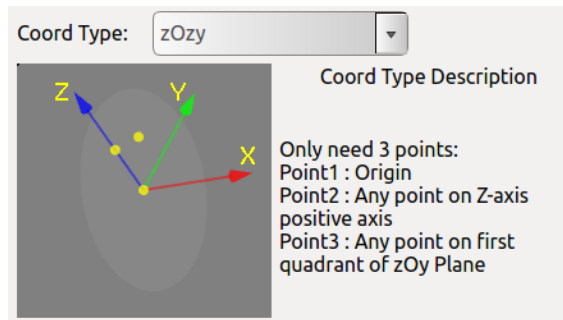 Coord Type: zOzy
Z
Y
X
Coord Type Description
Only need 3 points:
Point1 : Origin
Point2 : Any point on Z-axis
positive axis
Point3 : Any point on first
quadrant of zOy Plane